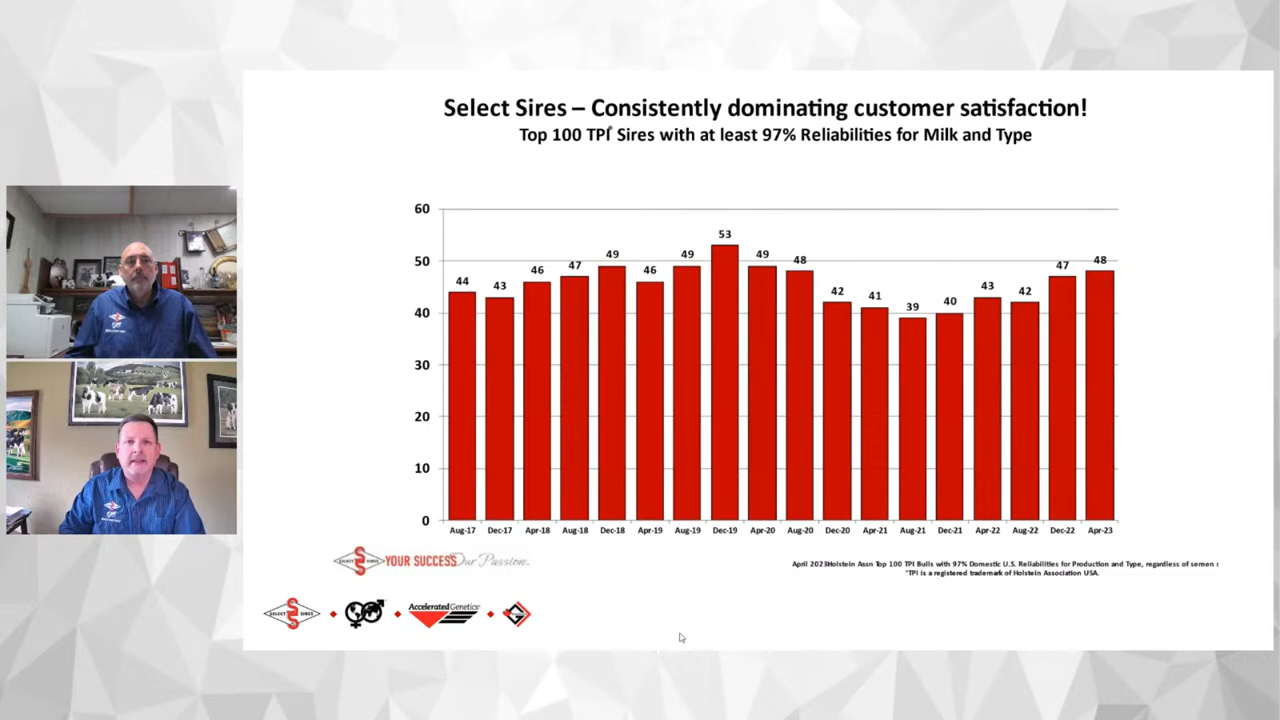 Select Sires – Consistently dominating customer satisfaction!
Top 100 TPI® Sires with at least 97% Reliabilities for Milk and Type
60
50
40
30
20
10
0
44
43
46
47
49
46
49
53
49
48
42
41
39
40
43
42
47
48
Aug-17
Dec-17
Apr-18
Aug-18
Dec-18
Apr-19
Aug-19
Dec-19
Apr-20
Aug-20
Dec-20
Apr-21
Aug-21
Dec-21
Apr-22
Aug-22
Dec-22
Apr-23
SELECT SIRES
YOUR SUCCESS Our Passion.
April 2023Holstein Assn Top 100 TPI Bulls with 97% Domestic U.S. Reliabilities for Production and Type, regardless of semen s
TPI is a registered trademark of Holstein Association USA.
SELECT SIRES
Accelerated Genetics